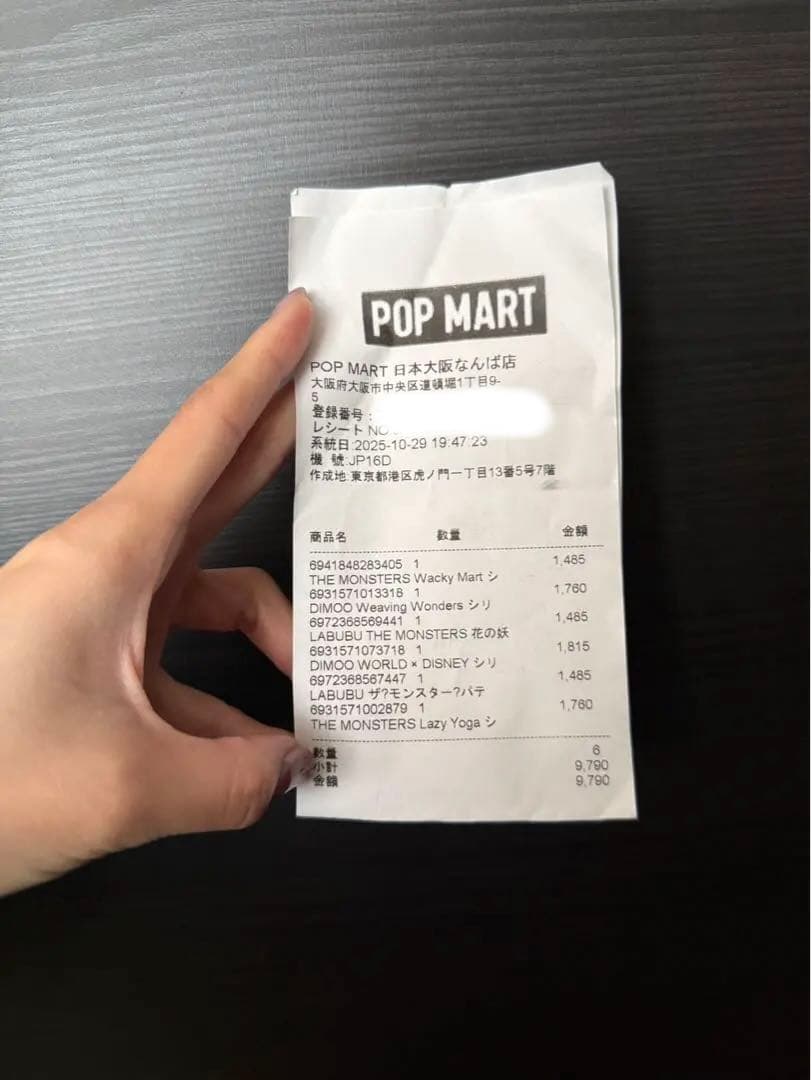 POP MART
POP MART 日本大阪なんば店
大阪府大阪市中央区道頓堀1丁目9-
5
登録番号:
レシート NO
系統日:2025-10-29 19:47:23
機 號:JP16D
作成地:東京都港区虎ノ門一丁目13番5号7階
商品名 数量 金額
6941848283405 1 1,485
THE MONSTERS Wacky Mart シ
6931571013318 1 1,760
DIMOO Weaving Wonders シリ
6972368569441 1 1,485
LABUBU THE MONSTERS 花の妖
6931571073718 1 1,815
DIMOO WORLD × DISNEY シリ
6972368567447 1 1,485
LABUBU ザ?モンスター?パテ
6931571002879 1 1,760
THE MONSTERS Lazy Yoga シ
数量 6
小計 9,790
金額 9,790